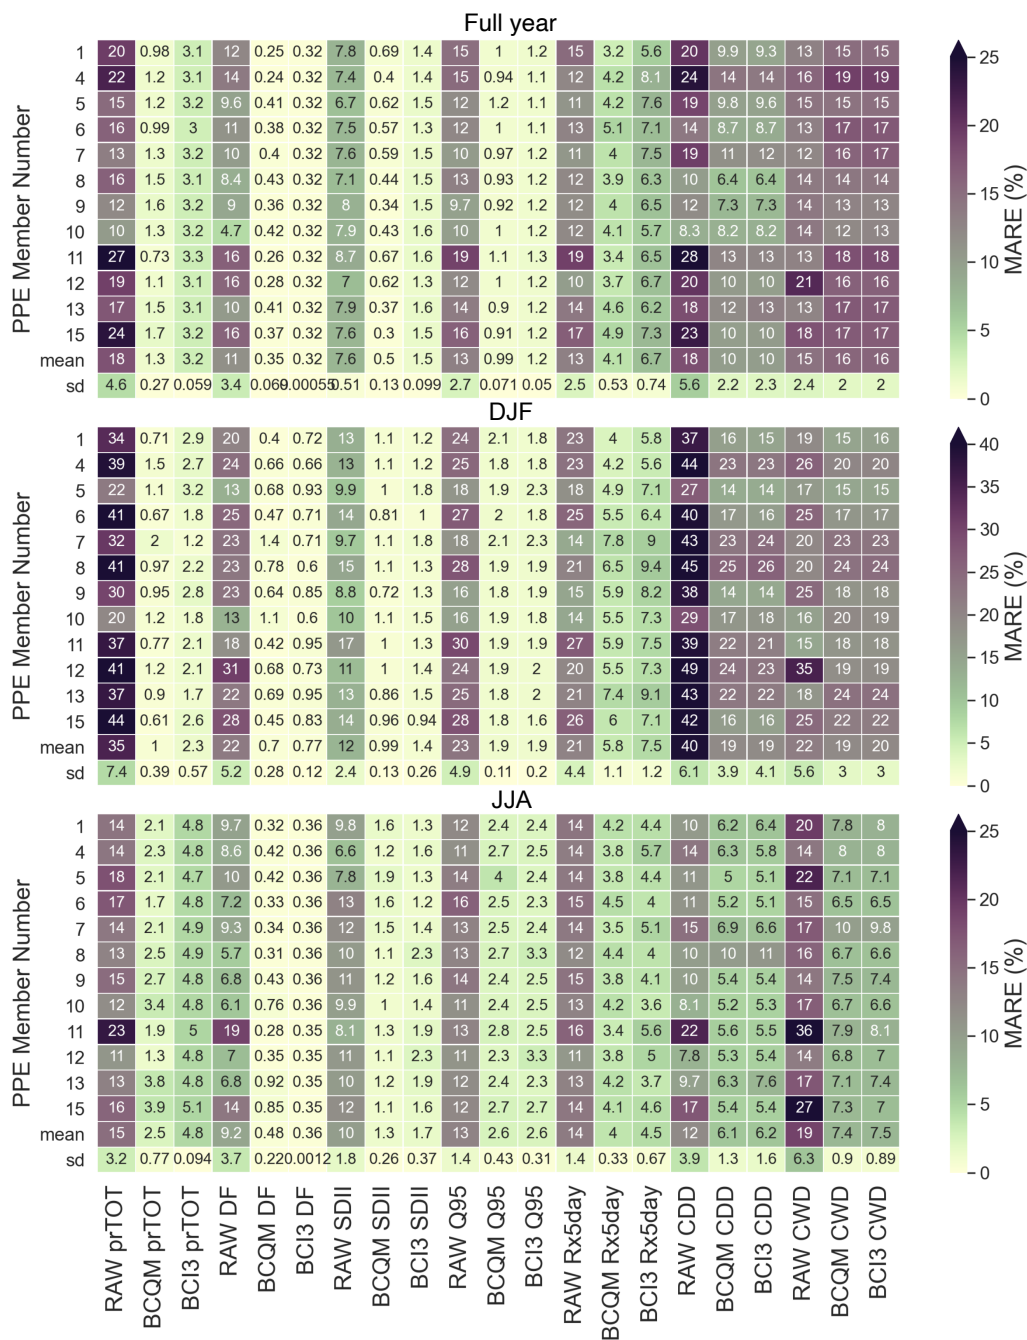 Full year
1 20 0.98 3.1 12 0.25 0.32 7.8 0.69 1.4 15 1 1.2 15 3.2 5.6 20 9.9 9.3 13 15 15
4 22 1.2 3.1 14 0.24 0.32 7.4 0.4 1.4 15 0.94 1.1 12 4.2 8.1 24 14 14 16 19 19
5 15 1.2 3.2 9.6 0.41 0.32 6.7 0.62 1.5 12 1.2 1.1 11 4.2 7.6 19 9.8 9.6 15 15 15
6 16 0.99 3 11 0.38 0.32 7.5 0.57 1.3 12 1 1.1 13 5.1 7.1 14 8.7 8.7 13 17 17
7 13 1.3 3.2 10 0.4 0.32 7.6 0.59 1.5 10 0.97 1.2 11 4 7.5 19 11 12 12 16 17
8 16 1.5 3.1 8.4 0.43 0.32 7.1 0.44 1.5 13 0.93 1.2 12 3.9 6.3 10 6.4 6.4 14 14 14
9 12 1.6 3.2 9 0.36 0.32 8 0.34 1.5 9.7 0.92 1.2 12 4 6.5 12 7.3 7.3 14 13 13
10 10 1.3 3.2 4.7 0.42 0.32 7.9 0.43 1.6 10 1 1.2 12 4.1 5.7 8.3 8.2 8.2 14 12 13
11 27 0.73 3.3 16 0.26 0.32 8.7 0.67 1.6 19 1.1 1.3 19 3.4 6.5 28 13 13 13 18 18
12 19 1.1 3.1 16 0.28 0.32 7 0.62 1.3 12 1 1.2 10 3.7 6.7 20 10 10 21 16 16
13 17 1.5 3.1 10 0.41 0.32 7.9 0.37 1.6 14 0.9 1.2 14 4.6 6.2 18 12 13 13 17 17
15 24 1.7 3.2 16 0.37 0.32 7.6 0.3 1.5 16 0.91 1.2 17 4.9 7.3 23 10 10 18 17 17
mean 18 1.3 3.2 11 0.35 0.32 7.6 0.5 1.5 13 0.99 1.2 13 4.1 6.7 18 10 10 15 16 16
sd 4.6 0.27 0.059 3.4 0.069 0.00055 0.51 0.13 0.099 2.7 0.071 0.05 2.5 0.53 0.74 5.6 2.2 2.3 2.4 2 2
PPE Member Number
25
20
15
10
5
0
MARE (%)
DJF
1 34 0.71 2.9 20 0.4 0.72 13 1.1 1.2 24 2.1 1.8 23 4 5.8 37 16 15 19 15 16
4 39 1.5 2.7 24 0.66 0.66 13 1.1 1.2 25 1.8 1.8 23 4.2 5.6 44 23 23 26 20 20
5 22 1.1 3.2 13 0.68 0.93 9.9 1 1.8 18 1.9 2.3 18 4.9 7.1 27 14 14 17 15 15
6 41 0.67 1.8 25 0.47 0.71 14 0.81 1 27 2 1.8 25 5.5 6.4 40 17 16 25 17 17
7 32 2 1.2 23 1.4 0.71 9.7 1.1 1.8 18 2.1 2.3 14 7.8 9 43 23 24 20 23 23
8 41 0.97 2.2 23 0.78 0.6 15 1.1 1.3 28 1.9 1.9 21 6.5 9.4 45 25 26 20 24 24
9 30 0.95 2.8 23 0.64 0.85 8.8 0.72 1.3 16 1.8 1.9 15 5.9 8.2 38 14 14 25 18 18
10 20 1.2 1.8 13 1.1 0.6 10 1.1 1.5 16 1.9 1.9 14 5.5 7.3 29 17 18 16 20 19
11 37 0.77 2.1 18 0.42 0.95 17 1 1.3 30 1.9 1.9 27 5.9 7.5 39 22 21 15 18 18
12 41 1.2 2.1 31 0.68 0.73 11 1 1.4 24 1.9 2 20 5.5 7.3 49 24 23 35 19 19
13 37 0.9 1.7 22 0.69 0.95 13 0.86 1.5 25 1.8 2 21 7.4 9.1 43 22 22 18 24 24
15 44 0.61 2.6 28 0.45 0.83 14 0.96 0.94 28 1.8 1.6 26 6 7.1 42 16 16 25 22 22
mean 35 1 2.3 22 0.7 0.77 12 0.99 1.4 23 1.9 1.9 21 5.8 7.5 40 19 19 22 19 20
sd 7.4 0.39 0.57 5.2 0.28 0.12 2.4 0.13 0.26 4.9 0.11 0.2 4.4 1.1 1.2 6.1 3.9 4.1 5.6 3 3
PPE Member Number
40
35
30
25
20
15
10
5
0
MARE (%)
JJA
1 14 2.1 4.8 9.7 0.32 0.36 9.8 1.6 1.3 12 2.4 2.4 14 4.2 4.4 10 6.2 6.4 20 7.8 8
4 14 2.3 4.8 8.6 0.42 0.36 6.6 1.2 1.6 11 2.7 2.5 14 3.8 5.7 14 6.3 5.8 14 8 8
5 18 2.1 4.7 10 0.42 0.36 7.8 1.9 1.3 14 4 2.4 14 3.8 4.4 11 5 5.1 22 7.1 7.1
6 17 1.7 4.8 7.2 0.33 0.36 13 1.6 1.2 16 2.5 2.3 15 4.5 4 11 5.2 5.1 15 6.5 6.5
7 14 2.1 4.9 9.3 0.34 0.36 12 1.5 1.4 13 2.5 2.4 14 3.5 5.1 15 6.9 6.6 17 10 9.8
8 13 2.5 4.9 5.7 0.31 0.36 10 1.1 2.3 13 2.7 3.3 12 4.4 4 10 10 11 16 6.7 6.6
9 15 2.7 4.8 6.8 0.43 0.36 11 1.2 1.6 14 2.4 2.5 15 3.8 4.1 10 5.4 5.4 14 7.5 7.4
10 12 3.4 4.8 6.1 0.76 0.36 9.9 1 1.4 11 2.4 2.5 13 4.2 3.6 8.1 5.2 5.3 17 6.7 6.6
11 23 1.9 5 19 0.28 0.35 8.1 1.3 1.9 13 2.8 2.5 16 3.4 5.6 22 5.6 5.5 36 7.9 8.1
12 11 1.3 4.8 7 0.35 0.35 11 1.1 2.3 11 2.3 3.3 11 3.8 5 7.8 5.3 5.4 14 6.8 7
13 13 3.8 4.8 6.8 0.92 0.35 10 1.2 1.9 12 2.4 2.3 13 4.2 3.7 9.7 6.3 7.6 17 7.1 7.4
15 16 3.9 5.1 14 0.85 0.35 12 1.1 1.6 12 2.7 2.7 14 4.1 4.6 17 5.4 5.4 27 7.3 7
mean 15 2.5 4.8 9.2 0.48 0.36 10 1.3 1.7 13 2.6 2.6 14 4 4.5 12 6.1 6.2 19 7.4 7.5
sd 3.2 0.77 0.094 3.7 0.22 0.0012 1.8 0.26 0.37 1.4 0.43 0.31 1.4 0.33 0.67 3.9 1.3 1.6 6.3 0.9 0.89
PPE Member Number
25
20
15
10
5
0
MARE (%)
RAW prTOT
BCQM prTOT
BCI3 prTOT
RAW DF
BCQM DF
BCI3 DF
RAW SDII
BCQM SDII
BCI3 SDII
RAW Q95
BCQM Q95
BCI3 Q95
RAW Rx5day
BCQM Rx5day
BCI3 Rx5day
RAW CDD
BCQM CDD
BCI3 CDD
RAW CWD
BCQM CWD
BCI3 CWD